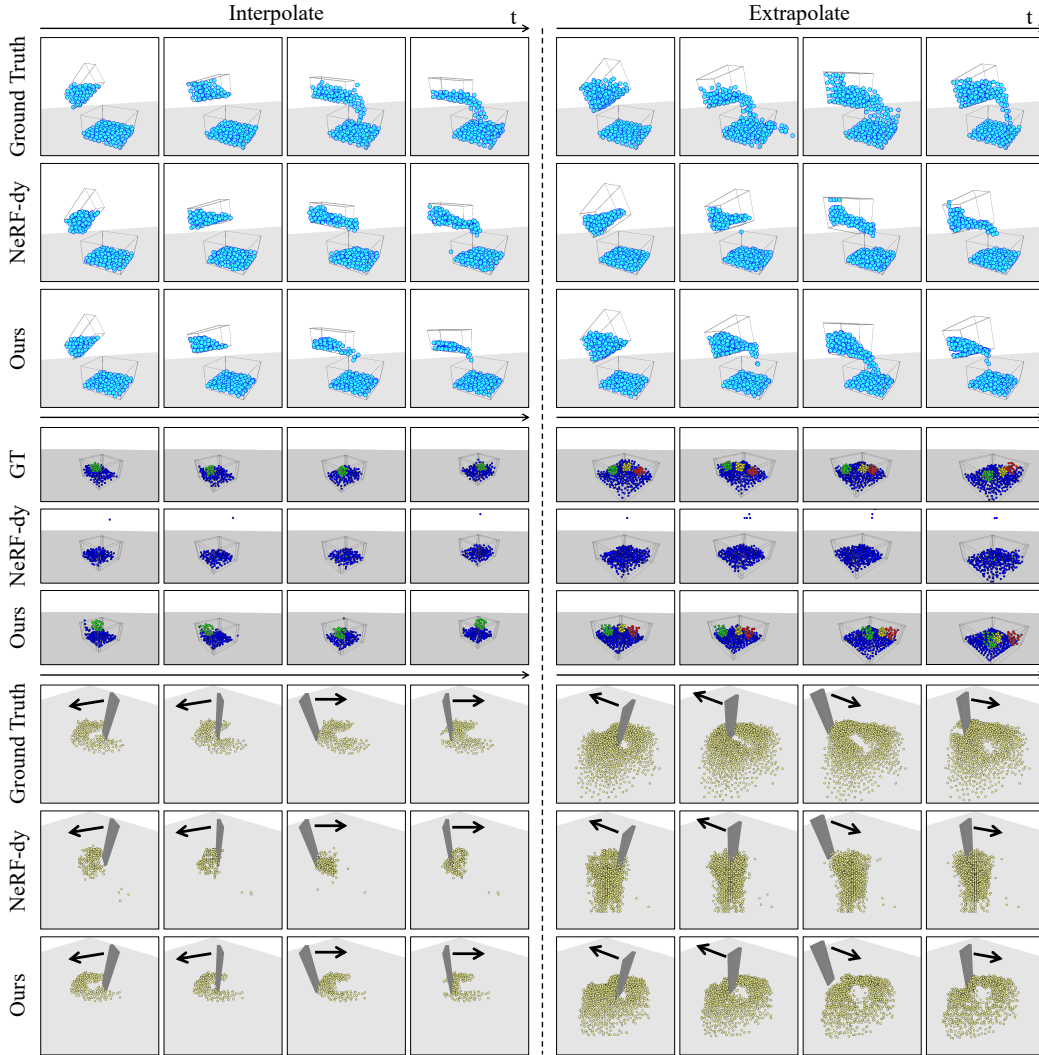 Interpolate
t
Extrapolate
t
Ground Truth
NeRF-dy
Ours
GT
NeRF-dy
Ours
Ground Truth
NeRF-dy
Ours